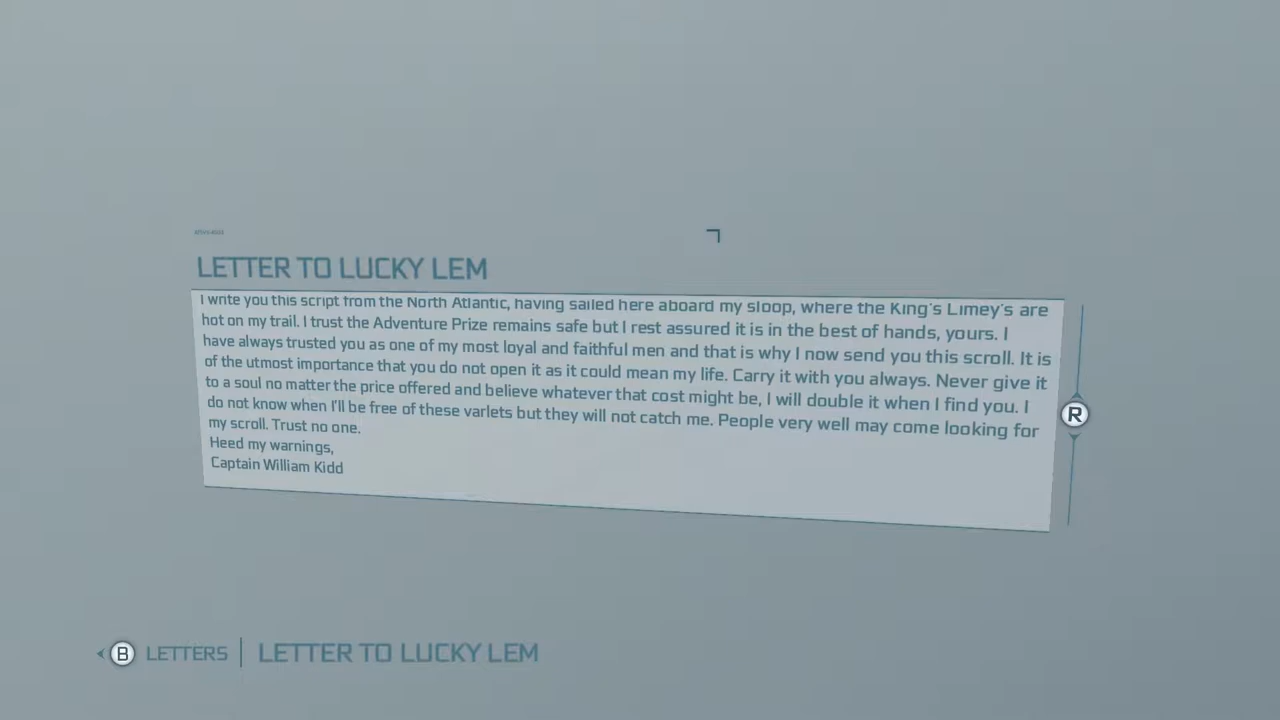 LETTER TO LUCKY LEM
I write you this script from the North Atlantic, having sailed here aboard my sloop, where the King's Limey's are
hot on my trail. I trust the Adventure Prize remains safe but I rest assured it is in the best of hands, yours. I
have always trusted you as one of my most loyal and faithful men and that is why I now send you this scroll. It is
of the utmost importance that you do not open it as it could mean my life. Carry it with you always. Never give it
to a soul no matter the price offered and believe whatever that cost might be, I will double it when I find you. I
do not know when I'll be free of these varlets but they will not catch me. People very well may come looking for
my scroll. Trust no one.
Heed my warnings,
Captain William Kidd
R
B LETTERS | LETTER TO LUCKY LEM